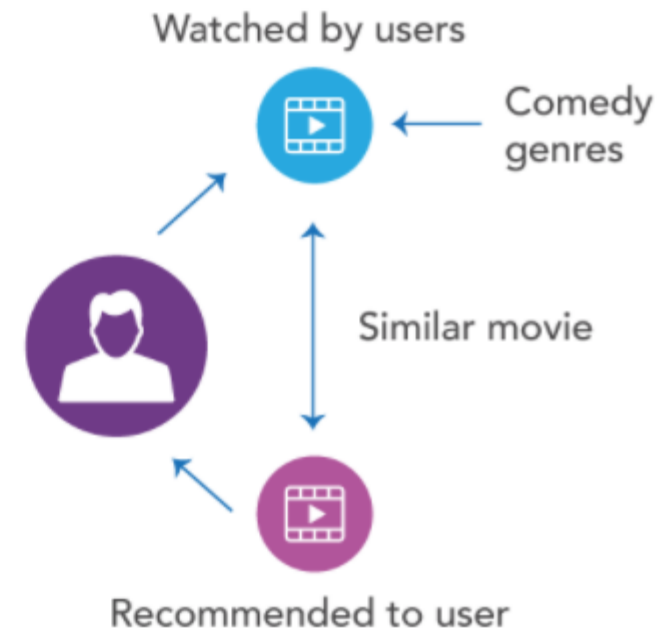 Watched by users
Comedy
genres
Similar movie
Recommended to user